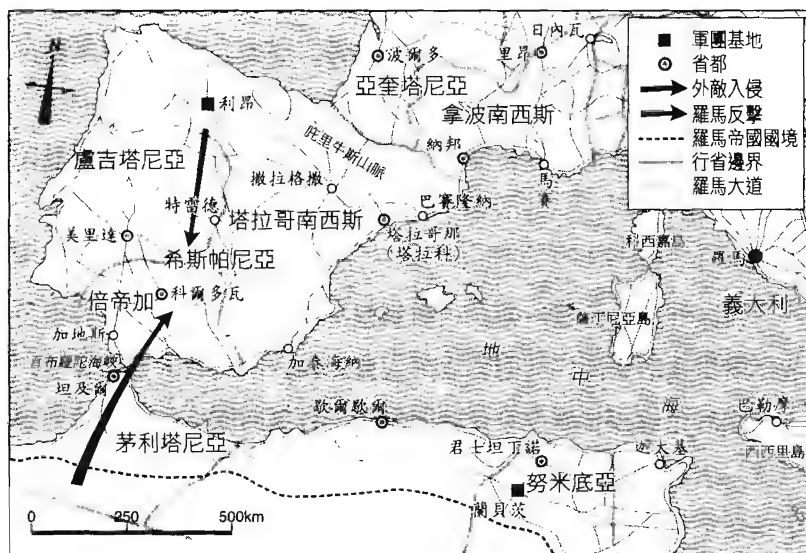 日內瓦
波爾多
里昂
亞奎塔尼亞
拿波南西斯
納邦
馬賽
N
利昂
庇里牛斯山脈
盧吉塔尼亞
撒拉格撒
巴賽隆納
特雷德
塔拉哥南西斯
塔拉哥那
(塔拉科)
美里達
希斯帕尼亞
倍帝加
科爾多瓦
加地斯
直布羅陀海峽
坦及爾
加泰海納
歇爾歇爾
茅利塔尼亞
君士坦丁諾
迦太基
努米底亞
蘭貝茨
地中海
科西嘉島
羅馬
義大利
薩丁尼亞島
巴勒摩
西西里島
軍團基地
省都
外敵入侵
羅馬反擊
羅馬帝國國境
行省邊界
羅馬大道
0 250 500km